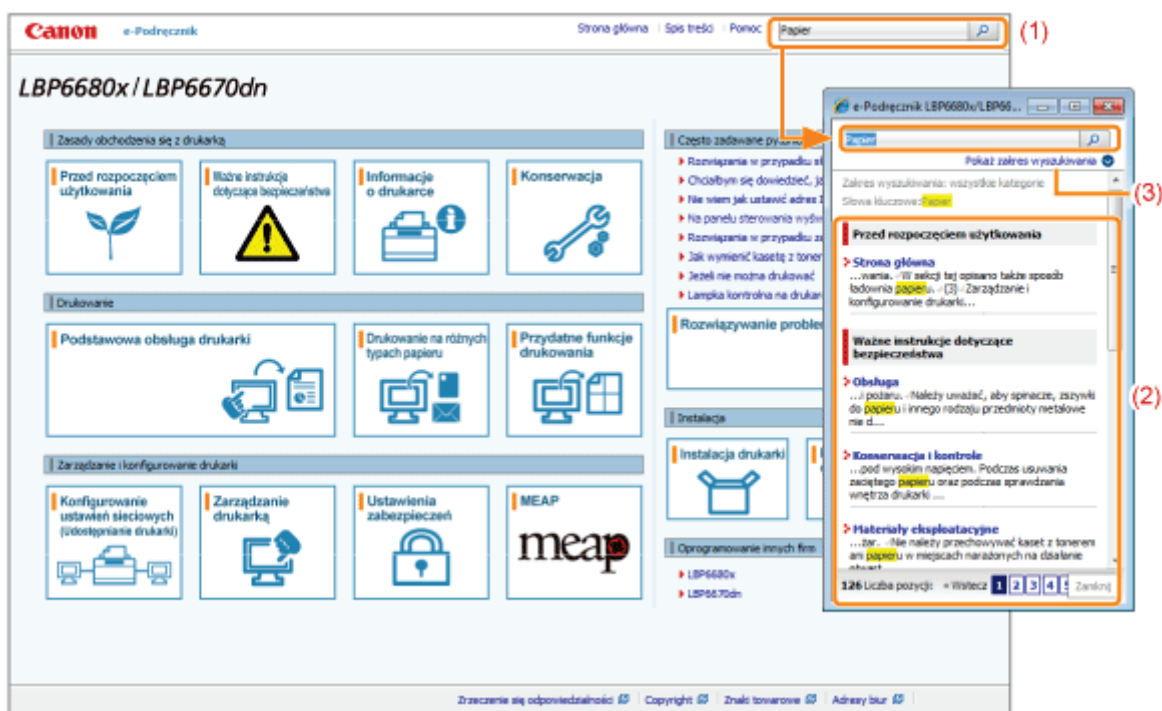 Canon
e-Podręcznik
Strona główna
Spis treści
Pomoc
Papier
(1)
LBP6680x / LBP6670dn
Zasady obchodzenia się z drukarką
Przed rozpoczęciem
użytkowania
Ważne instrukcje
dotyczące bezpieczeństwa
Informacje
o drukarce
Konserwacja
Drukowanie
Podstawowa obsługa drukarki
Drukowanie na różnych
typach papieru
Przydatne funkcje
drukowania
Zarządzanie i konfigurowanie drukarki
Konfigurowanie
ustawień sieciowych
(Udostępnianie drukarki)
Zarządzanie
drukarką
Ustawienia
zabezpieczeń
MEAP
meap
Często zadawane
Rozwiązania w przypadku
Chciałbym się dowiedzieć,
Nie wiem jak ustawić adres
Na panelu sterowania
Rozwiązania w przypadku
Jak wymienić kasetę z toner
Jeżeli nie można drukować
Lampka kontrolna na drukar
Rozwiązywanie proble
Instalacja
Instalacja drukarki
Oprogramowanie innych firm
LBP6680x
LBP6670dn
e-Podręcznik LBP6680x/LBP66...
Papier
Pokaż zakres wyszukiwania
(3)
Zakres wyszukiwania: wszystkie kategorie
Słowa kluczowe:Papier
Przed rozpoczęciem użytkowania
Strona główna
...wania. -W sekcji tej opisano także sposób
ładownia papieru. -(3) -Zarządzanie i
konfigurowanie drukarki...
Ważne instrukcje dotyczące
bezpieczeństwa
Obsługa
...i pożaru. -Należy uważać, aby spinacze, zszywki
do papieru i innego rodzaju przedmioty metalowe
nie d....
(2)
Konserwacja i kontrole
...pod wysokim napięciem. Podczas usuwania
zaciętego papieru oraz podczas sprawdzania
wnętrza drukarki ....
Materiały eksploatacyjne
...zar. -Nie należy przechowywać kaset z tonerem
ani papieru w miejscach narażonych na działanie
126 Liczba pozycji: « Wstecz 1 2 3 4 5 Zamknij
Zrzeczenie się odpowiedzialności
Copyright
Znaki towarowe
Adresy biur